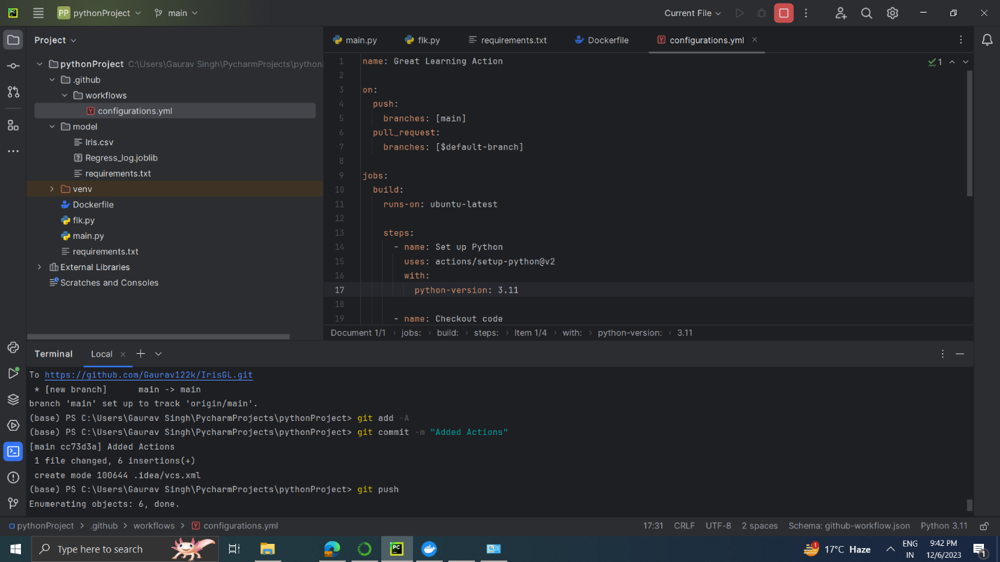 PC
PP pythonProject
main
Current File
Project
pythonProject C:\Users\Gaurav Singh\PycharmProjects\python
.github
workflows
configurations.yml
model
Iris.csv
Regress_log.joblib
requirements.txt
venv
Dockerfile
flk.py
main.py
requirements.txt
External Libraries
Scratches and Consoles
main.py
flk.py
requirements.txt
Dockerfile
configurations.yml
1
1 name: Great Learning Action
2
3 on:
4 push:
5 branches: [main]
6 pull_request:
7 branches: [$default-branch]
8
9 jobs:
10 build:
11 runs-on: ubuntu-latest
12
13 steps:
14 - name: Set up Python
15 uses: actions/setup-python@v2
16 with:
17 python-version: 3.11
18
19 - name: Checkout code
Document 1/1 › jobs: › build: › steps: › Item 1/4 › with: › python-version: › 3.11
Terminal
Local
To https://github.com/Gaurav122k/IrisGL.git
* [new branch] main -> main
branch 'main' set up to track 'origin/main'.
(base) PS C:\Users\Gaurav Singh\PycharmProjects\pythonProject> git add -A
(base) PS C:\Users\Gaurav Singh\PycharmProjects\pythonProject> git commit -m "Added Actions"
[main cc73d3a] Added Actions
1 file changed, 6 insertions(+)
create mode 100644 .idea/vcs.xml
(base) PS C:\Users\Gaurav Singh\PycharmProjects\pythonProject> git push
Enumerating objects: 6, done.
pythonProject > .github > workflows > configurations.yml
17:31 CRLF UTF-8 2 spaces Schema: github-workflow.json Python 3.11
Type here to search
PC
1
17°C Haze
ENG
IN
9:42 PM
12/6/2023
1